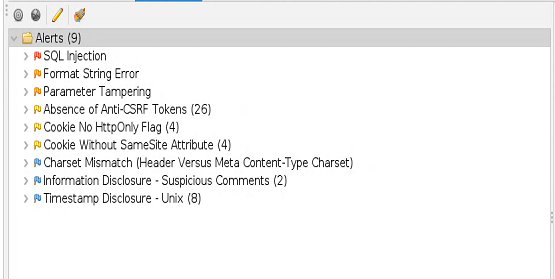 Alerts (9)
SQL Injection
Format String Error
Parameter Tampering
Absence of Anti-CSRF Tokens (26)
Cookie No HttpOnly Flag (4)
Cookie Without SameSite Attribute (4)
Charset Mismatch (Header Versus Meta Content-Type Charset)
Information Disclosure - Suspicious Comments (2)
Timestamp Disclosure - Unix (8)